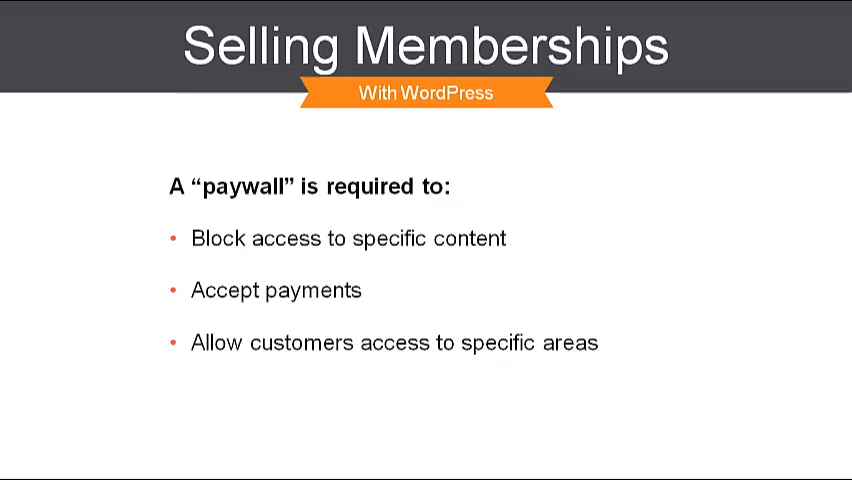 Selling Memberships
With WordPress
A “paywall” is required to:
• Block access to specific content
• Accept payments
• Allow customers access to specific areas